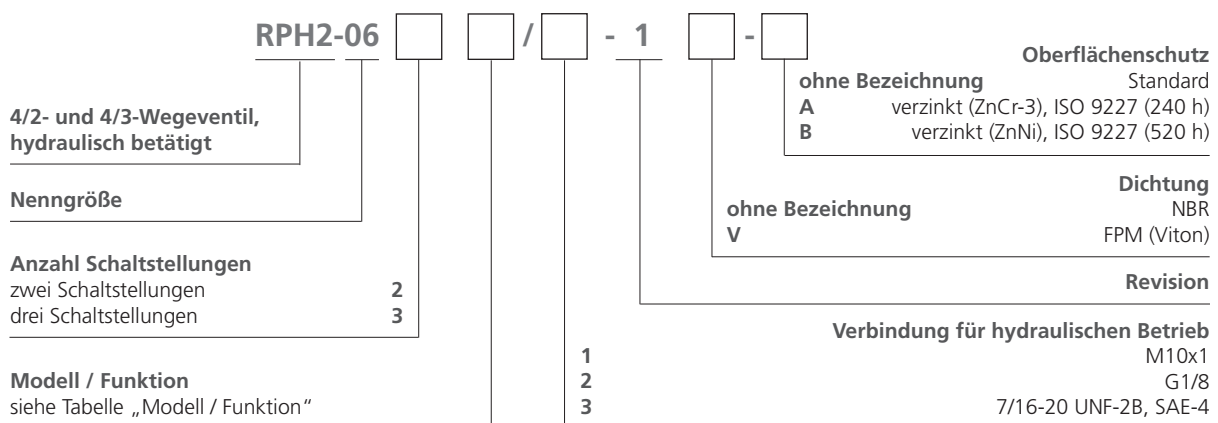 RPH2-06 / - 1 -
4/2- und 4/3-Wegeventil,
hydraulisch betätigt
Nenngröße
Anzahl Schaltstellungen
zwei Schaltstellungen 2
drei Schaltstellungen 3
Modell / Funktion
siehe Tabelle „Modell / Funktion“
Oberflächenschutz
ohne Bezeichnung Standard
A verzinkt (ZnCr-3), ISO 9227 (240 h)
B verzinkt (ZnNi), ISO 9227 (520 h)
Dichtung
ohne Bezeichnung NBR
V FPM (Viton)
Revision
Verbindung für hydraulischen Betrieb
1 M10x1
2 G1/8
3 7/16-20 UNF-2B, SAE-4